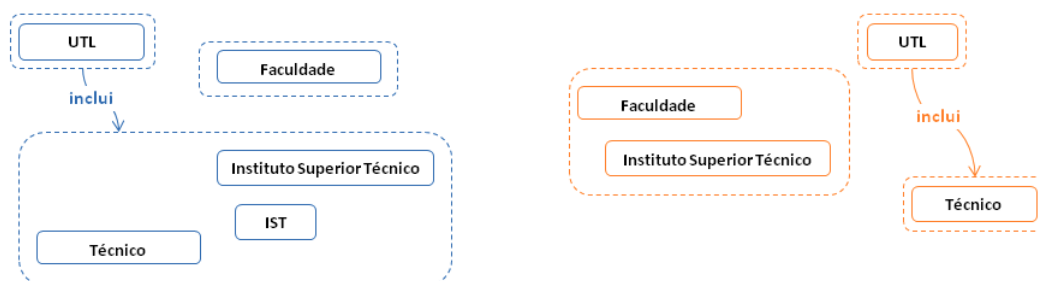 UTL
Faculdade
inclui
Instituto Superior Técnico
IST
Técnico
UTL
Faculdade
inclui
Instituto Superior Técnico
Técnico